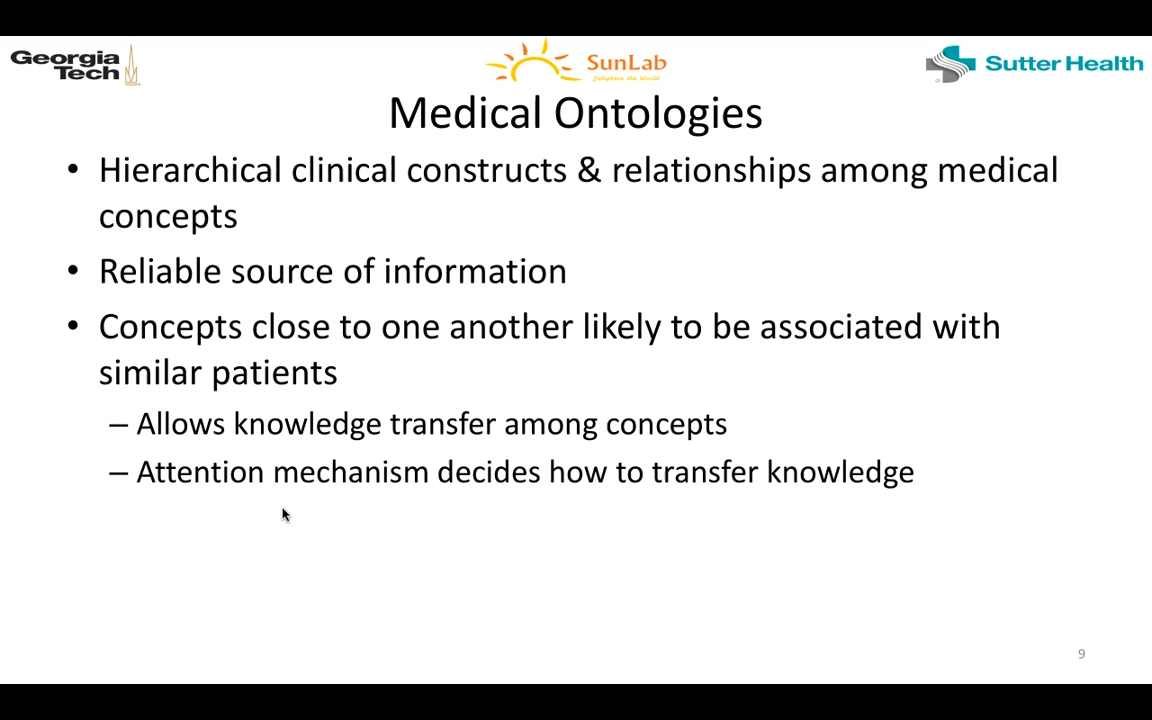 Georgia
Tech
SunLab
Enlighten the World
Sutter Health
Medical Ontologies
• Hierarchical clinical constructs & relationships among medical
concepts
• Reliable source of information
• Concepts close to one another likely to be associated with
similar patients
– Allows knowledge transfer among concepts
– Attention mechanism decides how to transfer knowledge
9